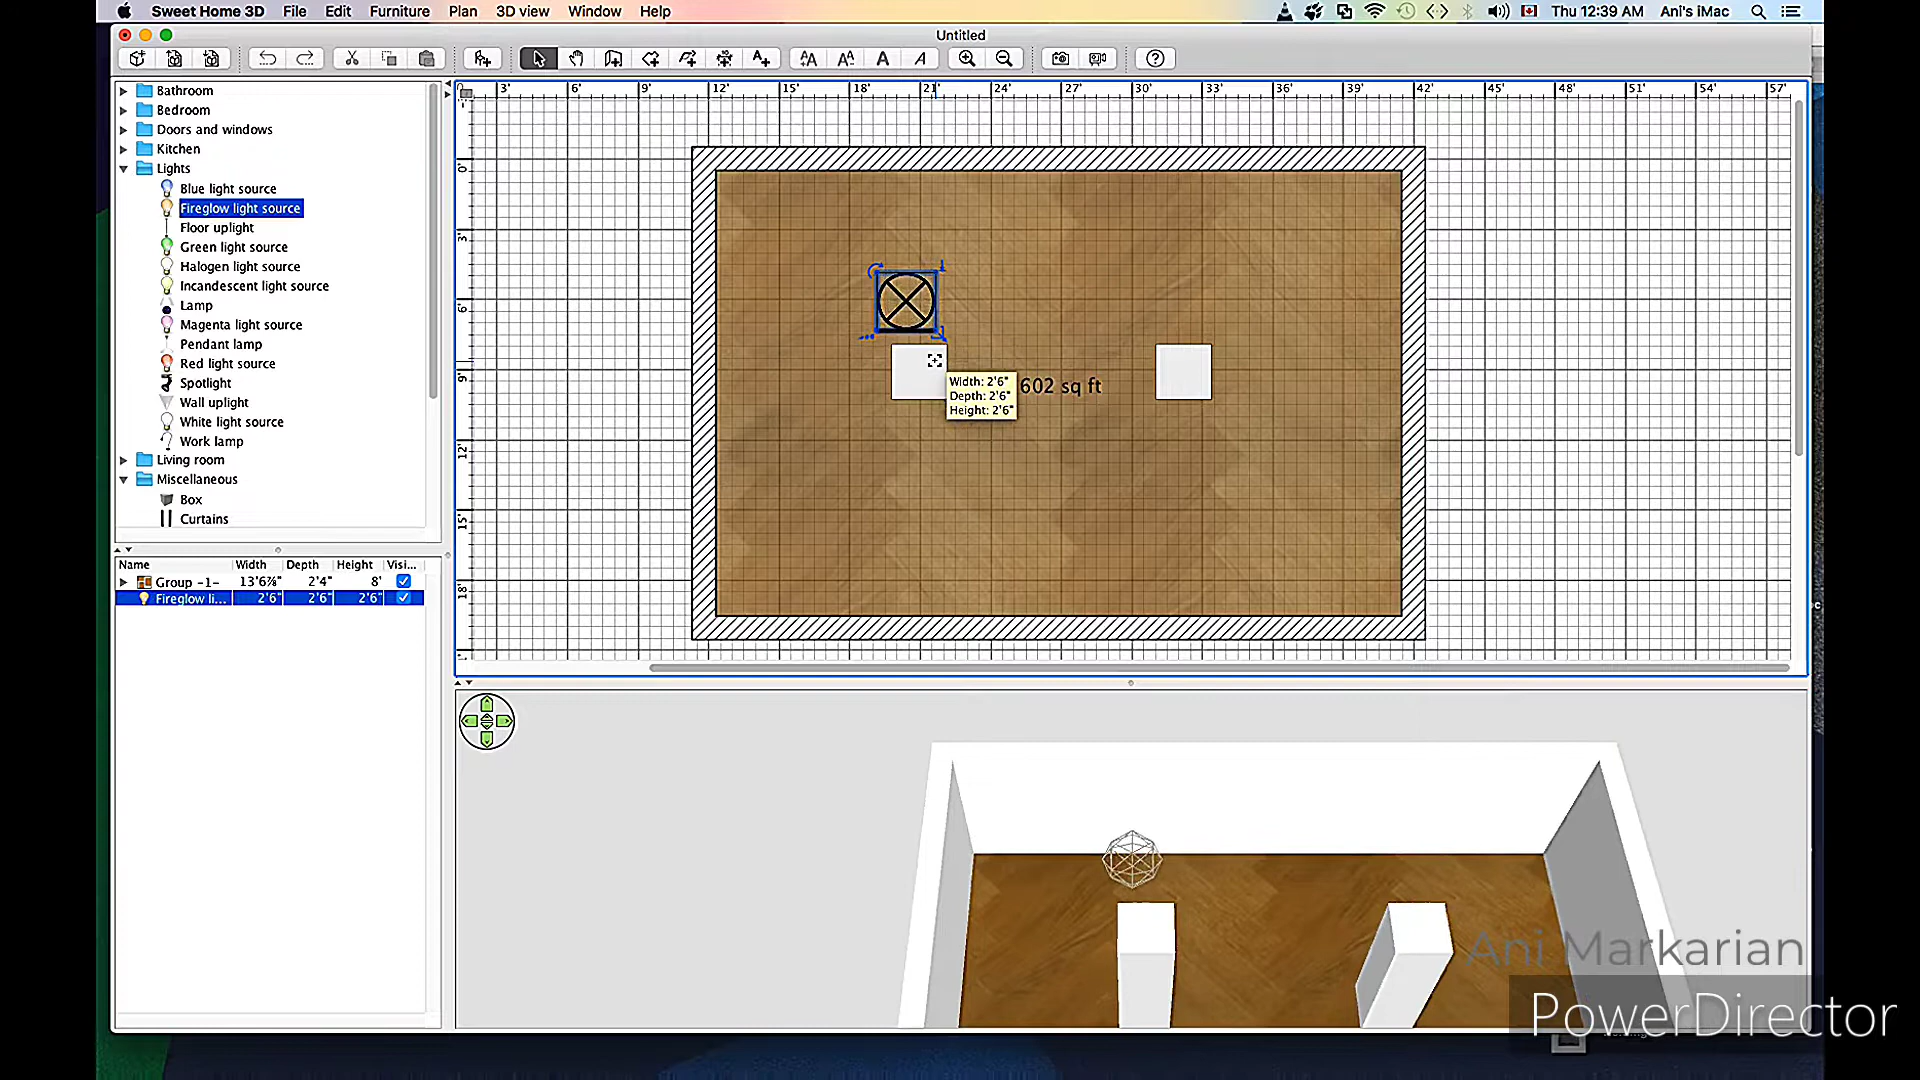 Sweet Home 3D File Edit Furniture Plan 3D view Window Help
Thu 12:39 AM Ani's iMac
Untitled
Bathroom
Bedroom
Doors and windows
Kitchen
Lights
Blue light source
Fireglow light source
Floor uplight
Green light source
Halogen light source
Incandescent light source
Lamp
Magenta light source
Pendant lamp
Red light source
Spotlight
Wall uplight
White light source
Work lamp
Living room
Miscellaneous
Box
Curtains
Name Width Depth Height Visi...
Group -1- 13'6⅞" 2'4" 8'
Fireglow li... 2'6" 2'6" 2'6"
3' 6' 9' 12' 15' 18' 21' 24' 27' 30' 33' 36' 39' 42' 45' 48' 51' 54' 57'
0'
3'
6'
9'
12'
15'
18'
602 sq ft
Width: 2'6"
Depth: 2'6"
Height: 2'6"
Ani Markarian
PowerDirector